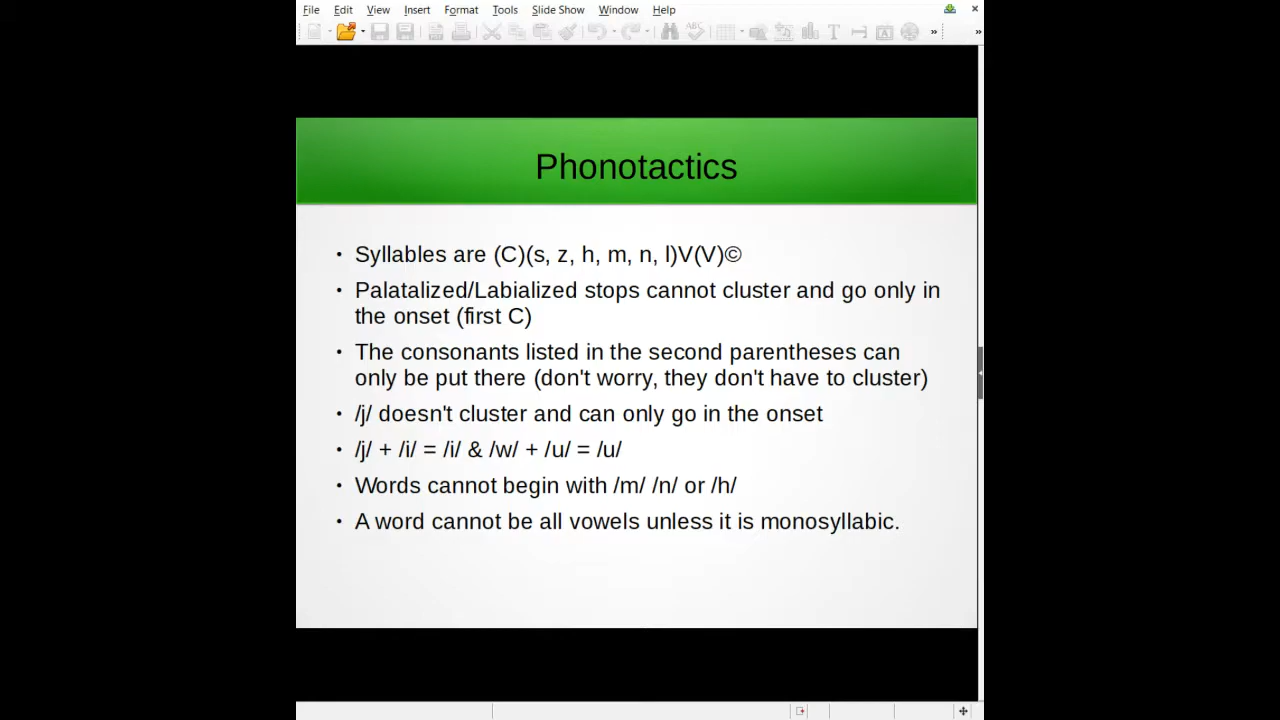 File Edit View Insert Format Tools Slide Show Window Help
Phonotactics
• Syllables are (C)(s, z, h, m, n, l)V(V)©
• Palatalized/Labialized stops cannot cluster and go only in
the onset (first C)
• The consonants listed in the second parentheses can
only be put there (don't worry, they don't have to cluster)
• /j/ doesn't cluster and can only go in the onset
• /j/ + /i/ = /i/ & /w/ + /u/ = /u/
• Words cannot begin with /m/ /n/ or /h/
• A word cannot be all vowels unless it is monosyllabic.